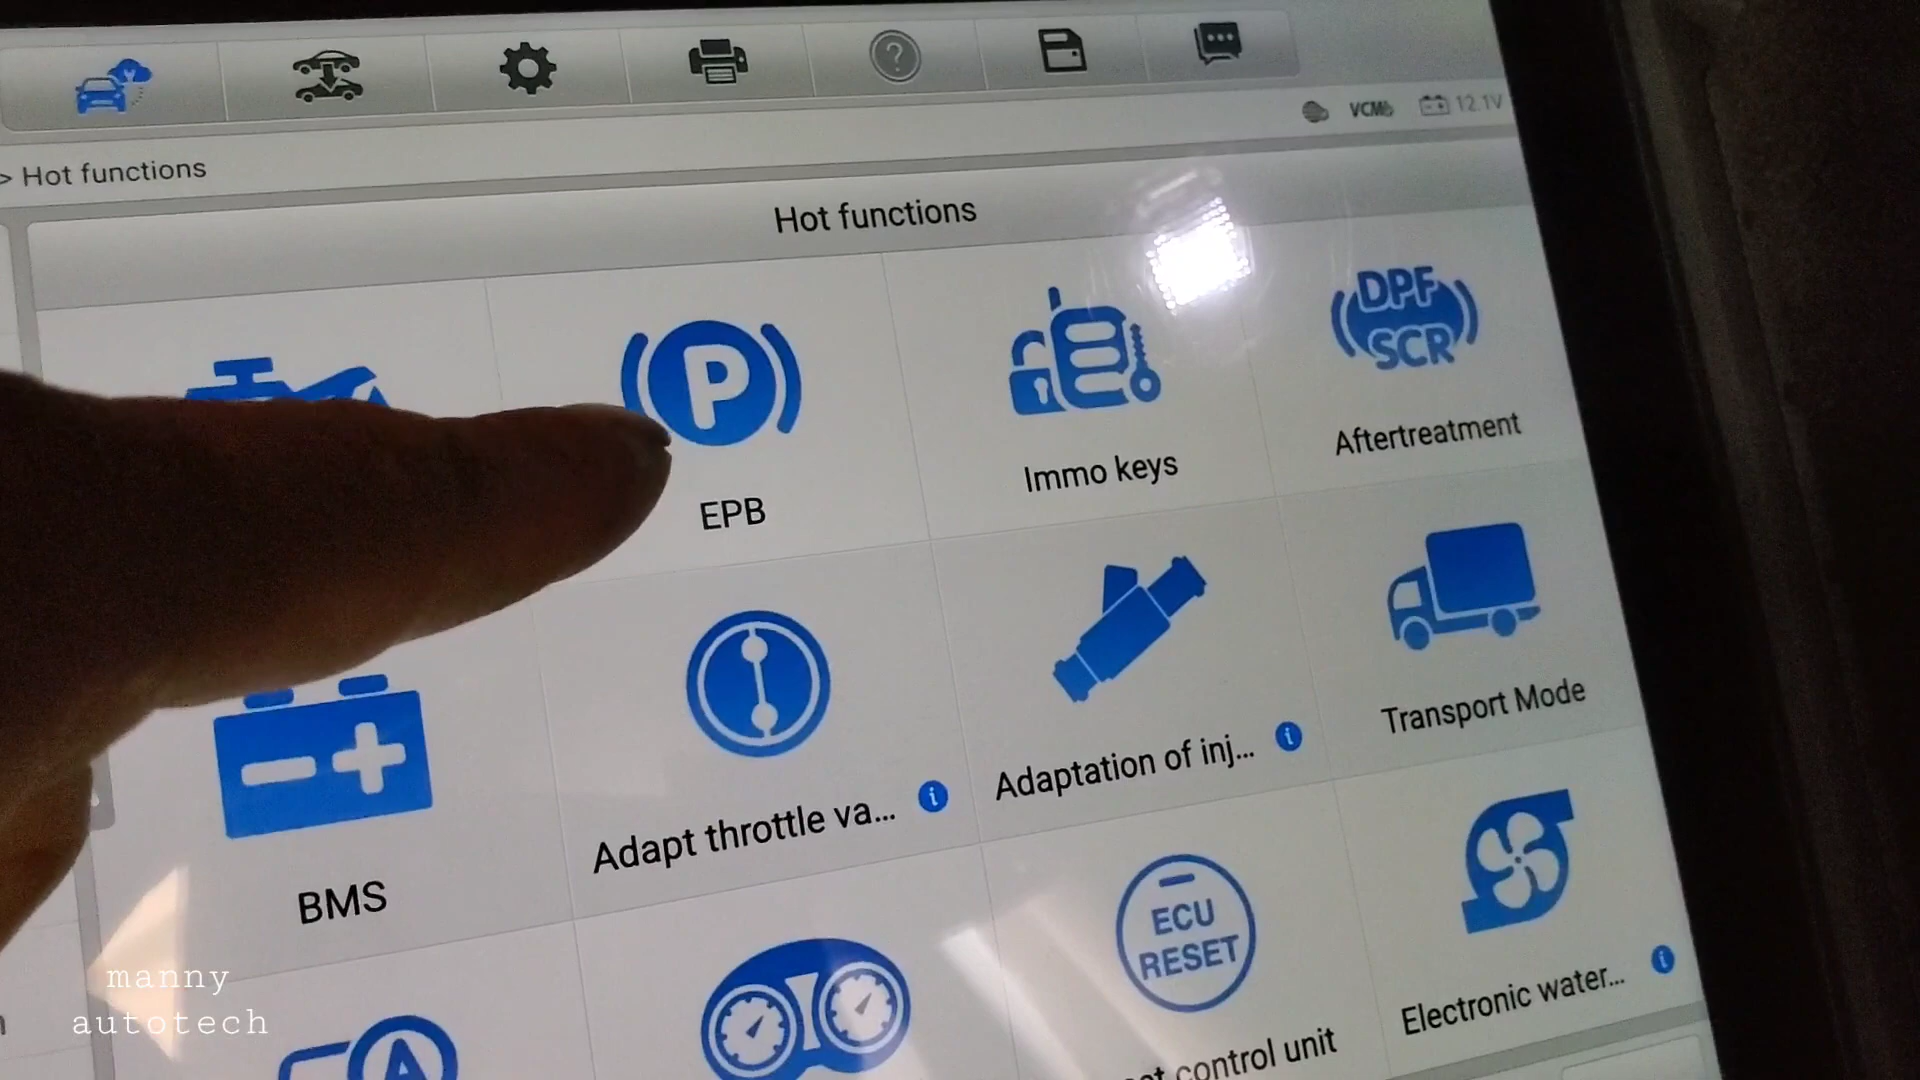 VCMI 12.1V
> Hot functions
Hot functions
P
DPF
SCR
EPB
Immo keys
Aftertreatment
BMS
Adapt throttle va...
Adaptation of inj...
Transport Mode
A
ECU
RESET
control unit
Electronic water...
manny
autotech